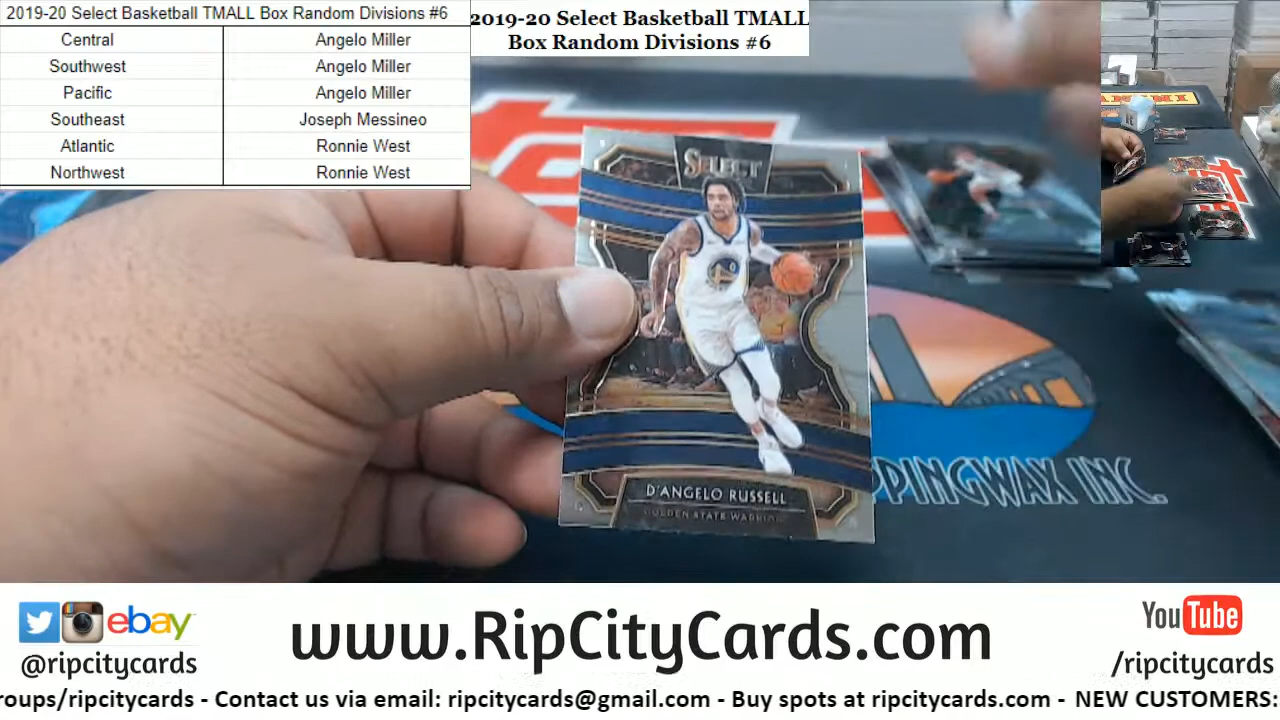 2019-20 Select Basketball TMALL Box Random Divisions #6
Central Angelo Miller
Southwest Angelo Miller
Pacific Angelo Miller
Southeast Joseph Messineo
Atlantic Ronnie West
Northwest Ronnie West
2019-20 Select Basketball TMALL
Box Random Divisions #6
SELECT
D'ANGELO RUSSELL
GOLDEN STATE WARRIORS
PPINGWAX INC.
ebay
@ripcitycards
www.RipCityCards.com
YouTube
/ripcitycards
roups/ripcitycards - Contact us via email: ripcitycards@gmail.com - Buy spots at ripcitycards.com - NEW CUSTOMERS: